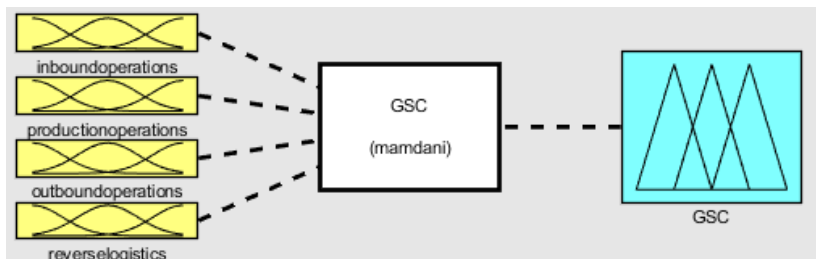 inboundoperations
productionoperations
outboundoperations
reverselogistics
GSC
(mamdani)
GSC